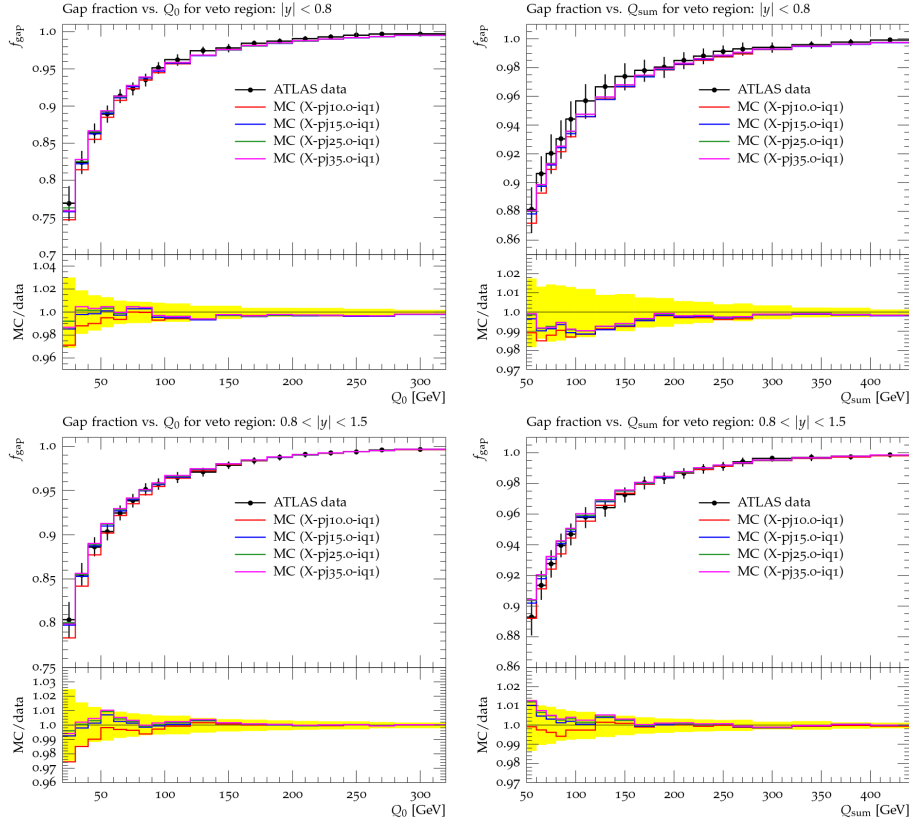 Gap fraction vs. Q0 for veto region: |y| < 0.8
fgap
1.0
0.95
0.9
0.85
0.8
0.75
0.7
ATLAS data
MC (X-pj10.0-iq1)
MC (X-pj15.0-iq1)
MC (X-pj25.0-iq1)
MC (X-pj35.0-iq1)
MC/data
1.04
1.02
1.00
0.98
0.96
50 100 150 200 250 300
Q0 [GeV]
Gap fraction vs. Qsum for veto region: |y| < 0.8
fgap
1.0
0.98
0.96
0.94
0.92
0.9
0.88
0.86
ATLAS data
MC (X-pj10.0-iq1)
MC (X-pj15.0-iq1)
MC (X-pj25.0-iq1)
MC (X-pj35.0-iq1)
MC/data
1.02
1.01
1.00
0.99
0.98
0.97
50 100 150 200 250 300 350 400
Qsum [GeV]
Gap fraction vs. Q0 for veto region: 0.8 < |y| < 1.5
fgap
1.0
0.95
0.9
0.85
0.8
0.75
ATLAS data
MC (X-pj10.0-iq1)
MC (X-pj15.0-iq1)
MC (X-pj25.0-iq1)
MC (X-pj35.0-iq1)
MC/data
1.03
1.02
1.01
1.00
0.99
0.98
0.97
0.96
50 100 150 200 250 300
Q0 [GeV]
Gap fraction vs. Qsum for veto region: 0.8 < |y| < 1.5
fgap
1.0
0.98
0.96
0.94
0.92
0.9
0.88
0.86
ATLAS data
MC (X-pj10.0-iq1)
MC (X-pj15.0-iq1)
MC (X-pj25.0-iq1)
MC (X-pj35.0-iq1)
MC/data
1.02
1.01
1.00
0.99
0.98
0.97
50 100 150 200 250 300 350 400
Qsum [GeV]